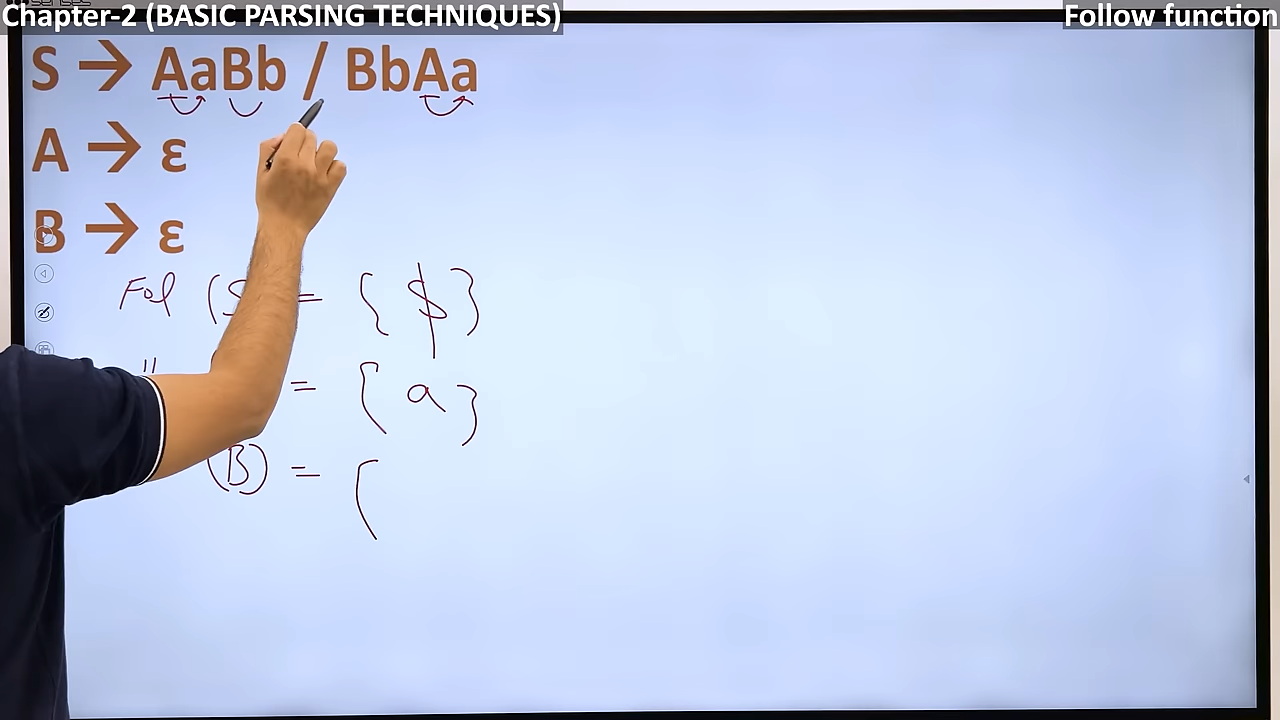 Chapter-2 (BASIC PARSING TECHNIQUES)
Follow function
S → AaBb / BbAa
A → ε
B → ε
Fol (S = { $ }
" = { a }
(B) = {